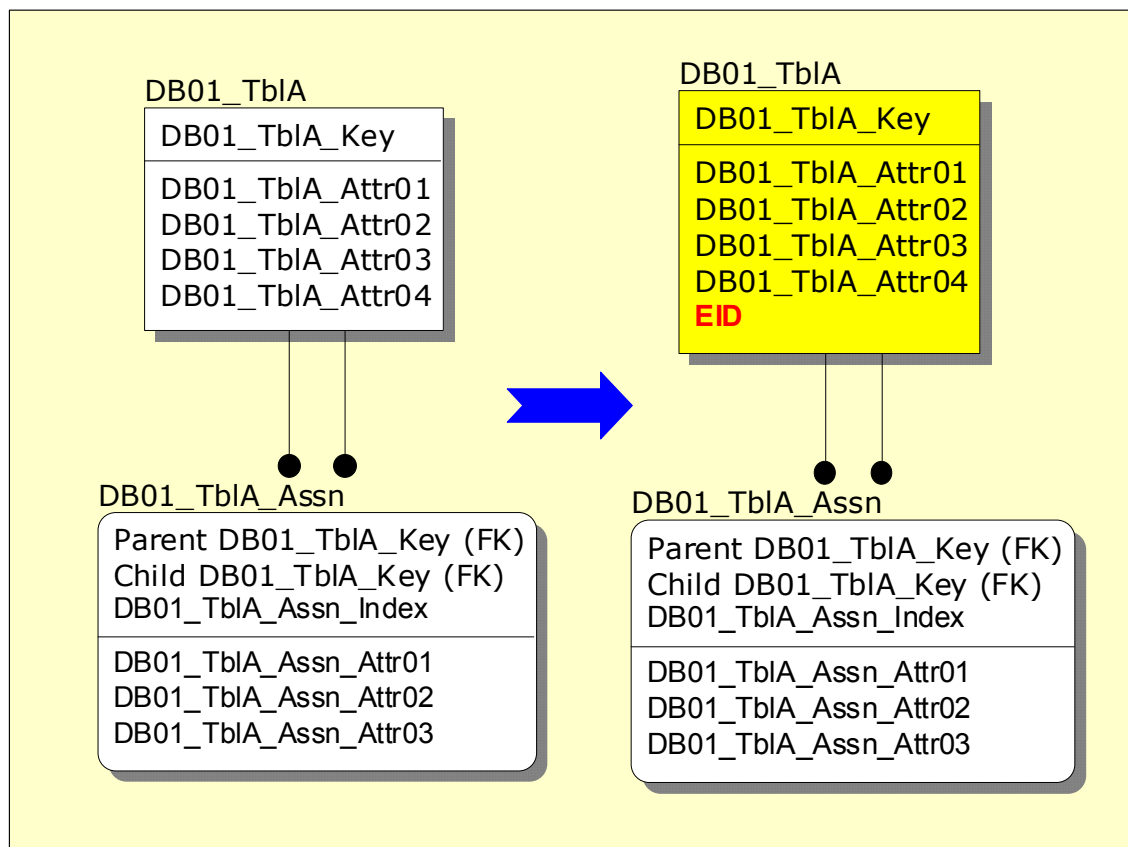 DB01_TblA
DB01_TblA_Key
DB01_TblA_Attr01
DB01_TblA_Attr02
DB01_TblA_Attr03
DB01_TblA_Attr04
DB01_TblA_Assn
Parent DB01_TblA_Key (FK)
Child DB01_TblA_Key (FK)
DB01_TblA_Assn_Index
DB01_TblA_Assn_Attr01
DB01_TblA_Assn_Attr02
DB01_TblA_Assn_Attr03
DB01_TblA
DB01_TblA_Key
DB01_TblA_Attr01
DB01_TblA_Attr02
DB01_TblA_Attr03
DB01_TblA_Attr04
EID
DB01_TblA_Assn
Parent DB01_TblA_Key (FK)
Child DB01_TblA_Key (FK)
DB01_TblA_Assn_Index
DB01_TblA_Assn_Attr01
DB01_TblA_Assn_Attr02
DB01_TblA_Assn_Attr03